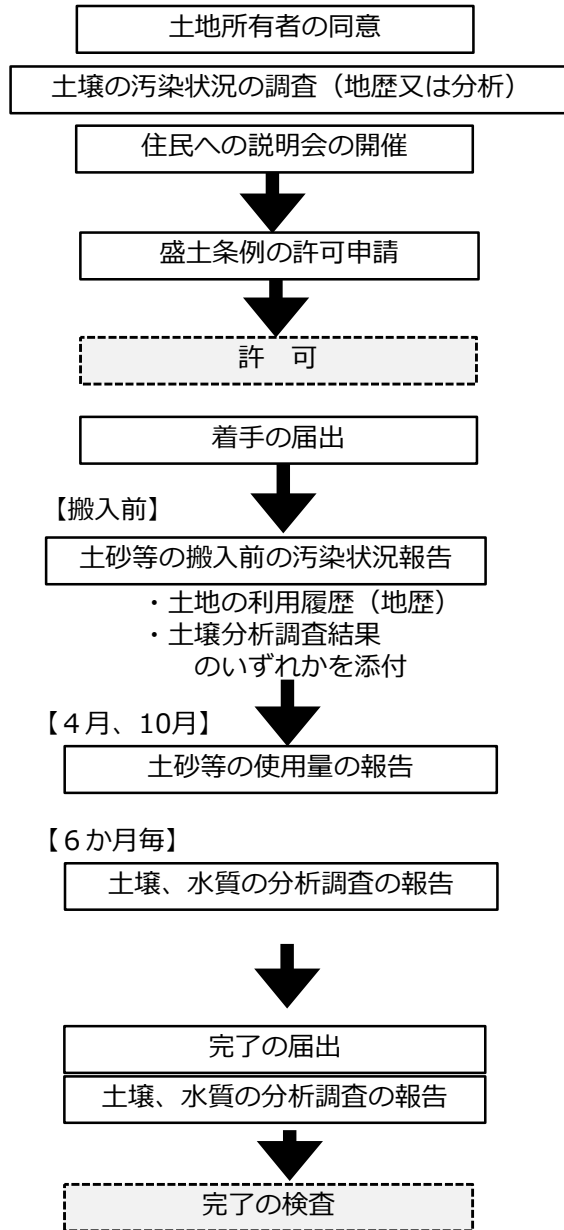 土地所有者の同意
土壌の汚染状況の調査（地歴又は分析）
住民への説明会の開催
盛土条例の許可申請
許　可
着手の届出
【搬入前】
土砂等の搬入前の汚染状況報告
・土地の利用履歴（地歴）
・土壌分析調査結果
のいずれかを添付
【４月、10月】
土砂等の使用量の報告
【６か月毎】
土壌、水質の分析調査の報告
完了の届出
土壌、水質の分析調査の報告
完了の検査